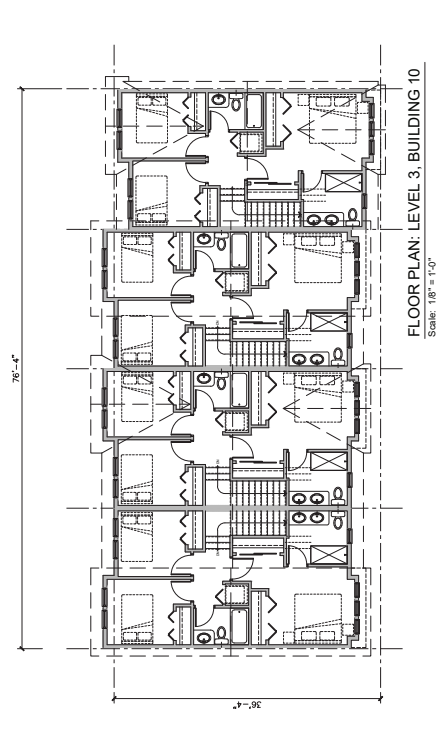 FLOOR PLAN: LEVEL 3, BUILDING 10
Scale: 1/8" = 1'-0"
76'-4"
36'-4"